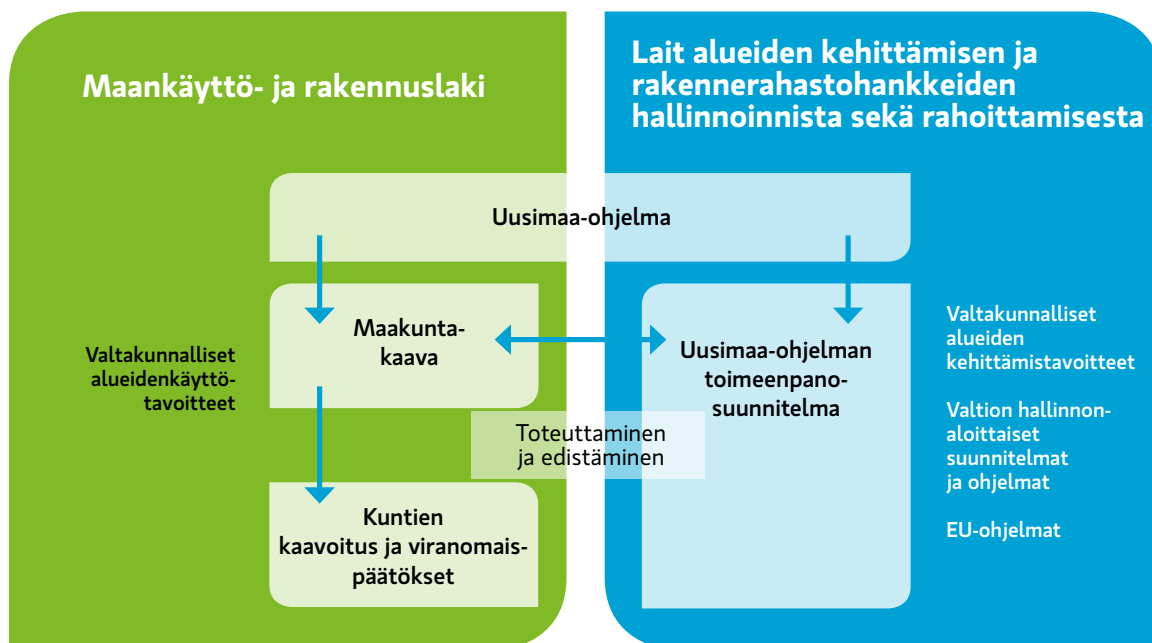 Maankäyttö- ja rakennuslaki
Lait alueiden kehittämisen ja
rakennerahastohankkeiden
hallinnoinnista sekä rahoittamisesta
Uusimaa-ohjelma
Valtakunnalliset
alueidenkäyttö-
tavoitteet
Maakunta-
kaava
Uusimaa-ohjelman
toimeenpano-
suunnitelma
Toteuttaminen
ja edistäminen
Kuntien
kaavoitus ja viranomais-
päätökset
Valtakunnalliset
alueiden
kehittämistavoitteet
Valtion hallinnon-
aloittaiset
suunnitelmat
ja ohjelmat
EU-ohjelmat